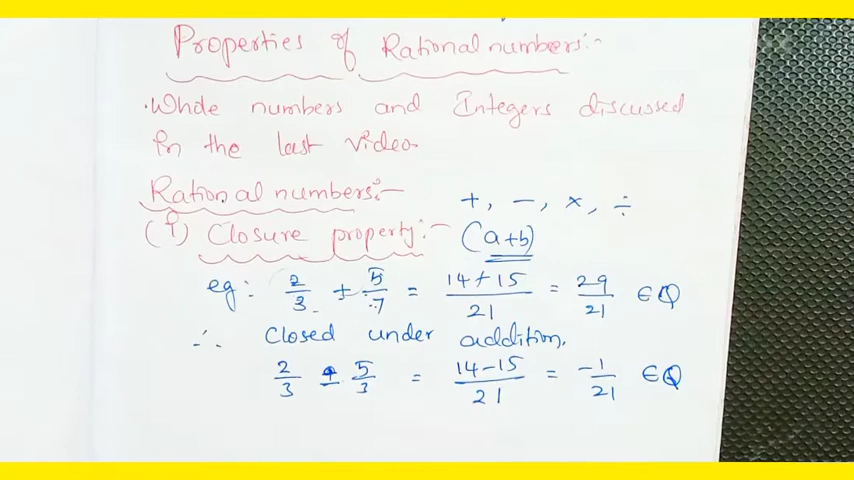 Properties of Rational numbers:-
Whole numbers and Integers discussed
in the last video.
Rational numbers:-
+, -, ×, ÷
(i) Closure property:- (a+b)
eg: 2/3 + 5/7 = 14+15/21 = 29/21 ∈ Q
∴ Closed under addition.
2/3 - 5/3 = 14-15/21 = -1/21 ∈ Q